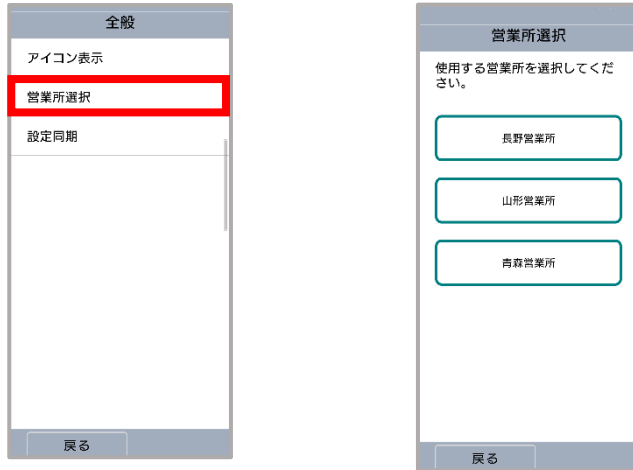 全般
アイコン表示
営業所選択
設定同期
戻る
営業所選択
使用する営業所を選択してくだ
さい。
長野営業所
山形営業所
青森営業所
戻る